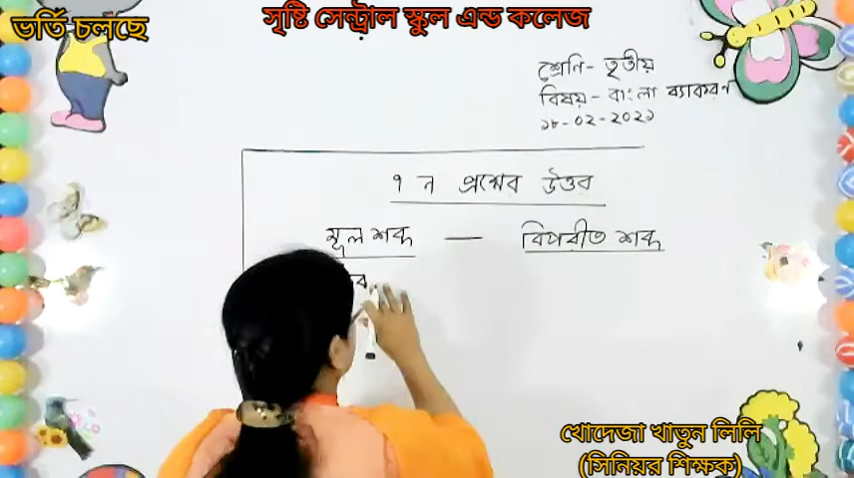 ভর্তি চলছে
সৃষ্টি সেন্ট্রাল স্কুল এন্ড কলেজ
শ্রেণি- তৃতীয়
বিষয় - বাংলা ব্যাকরণ
১৮-০২-২০২১
৭ ন প্রশ্নের উত্তর
মূল শব্দ — বিপরীত শব্দ
খোদেজা খাতুন লিলি
(সিনিয়র শিক্ষক)